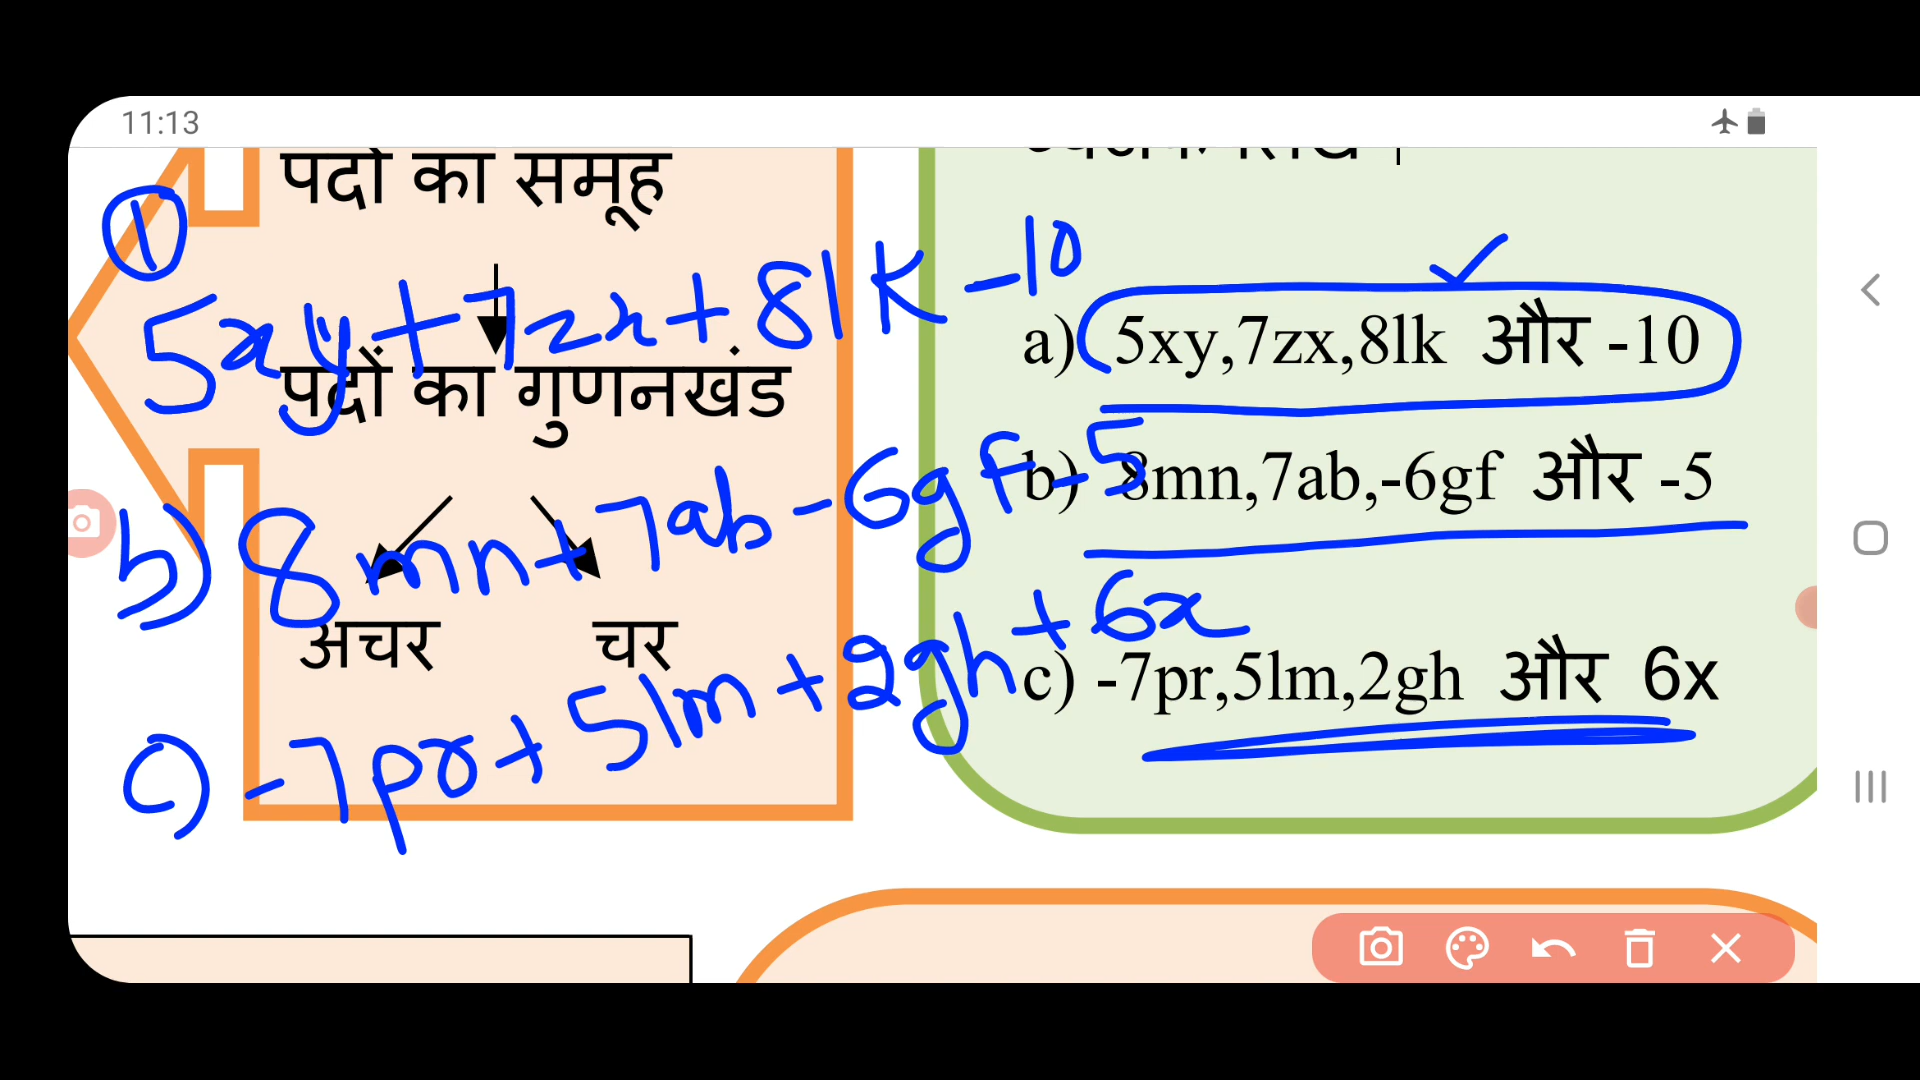 11:13
पदों का समूह
①
5xy+7zx+8lk-10
पदों का गुणनखंड
b) 8mn+7ab-6gf-5
अचर चर
c) -7pr+5lm+2gh+6x
a) 5xy,7zx,8lk और -10
b) 8mn,7ab,-6gf और -5
c) -7pr,5lm,2gh और 6x